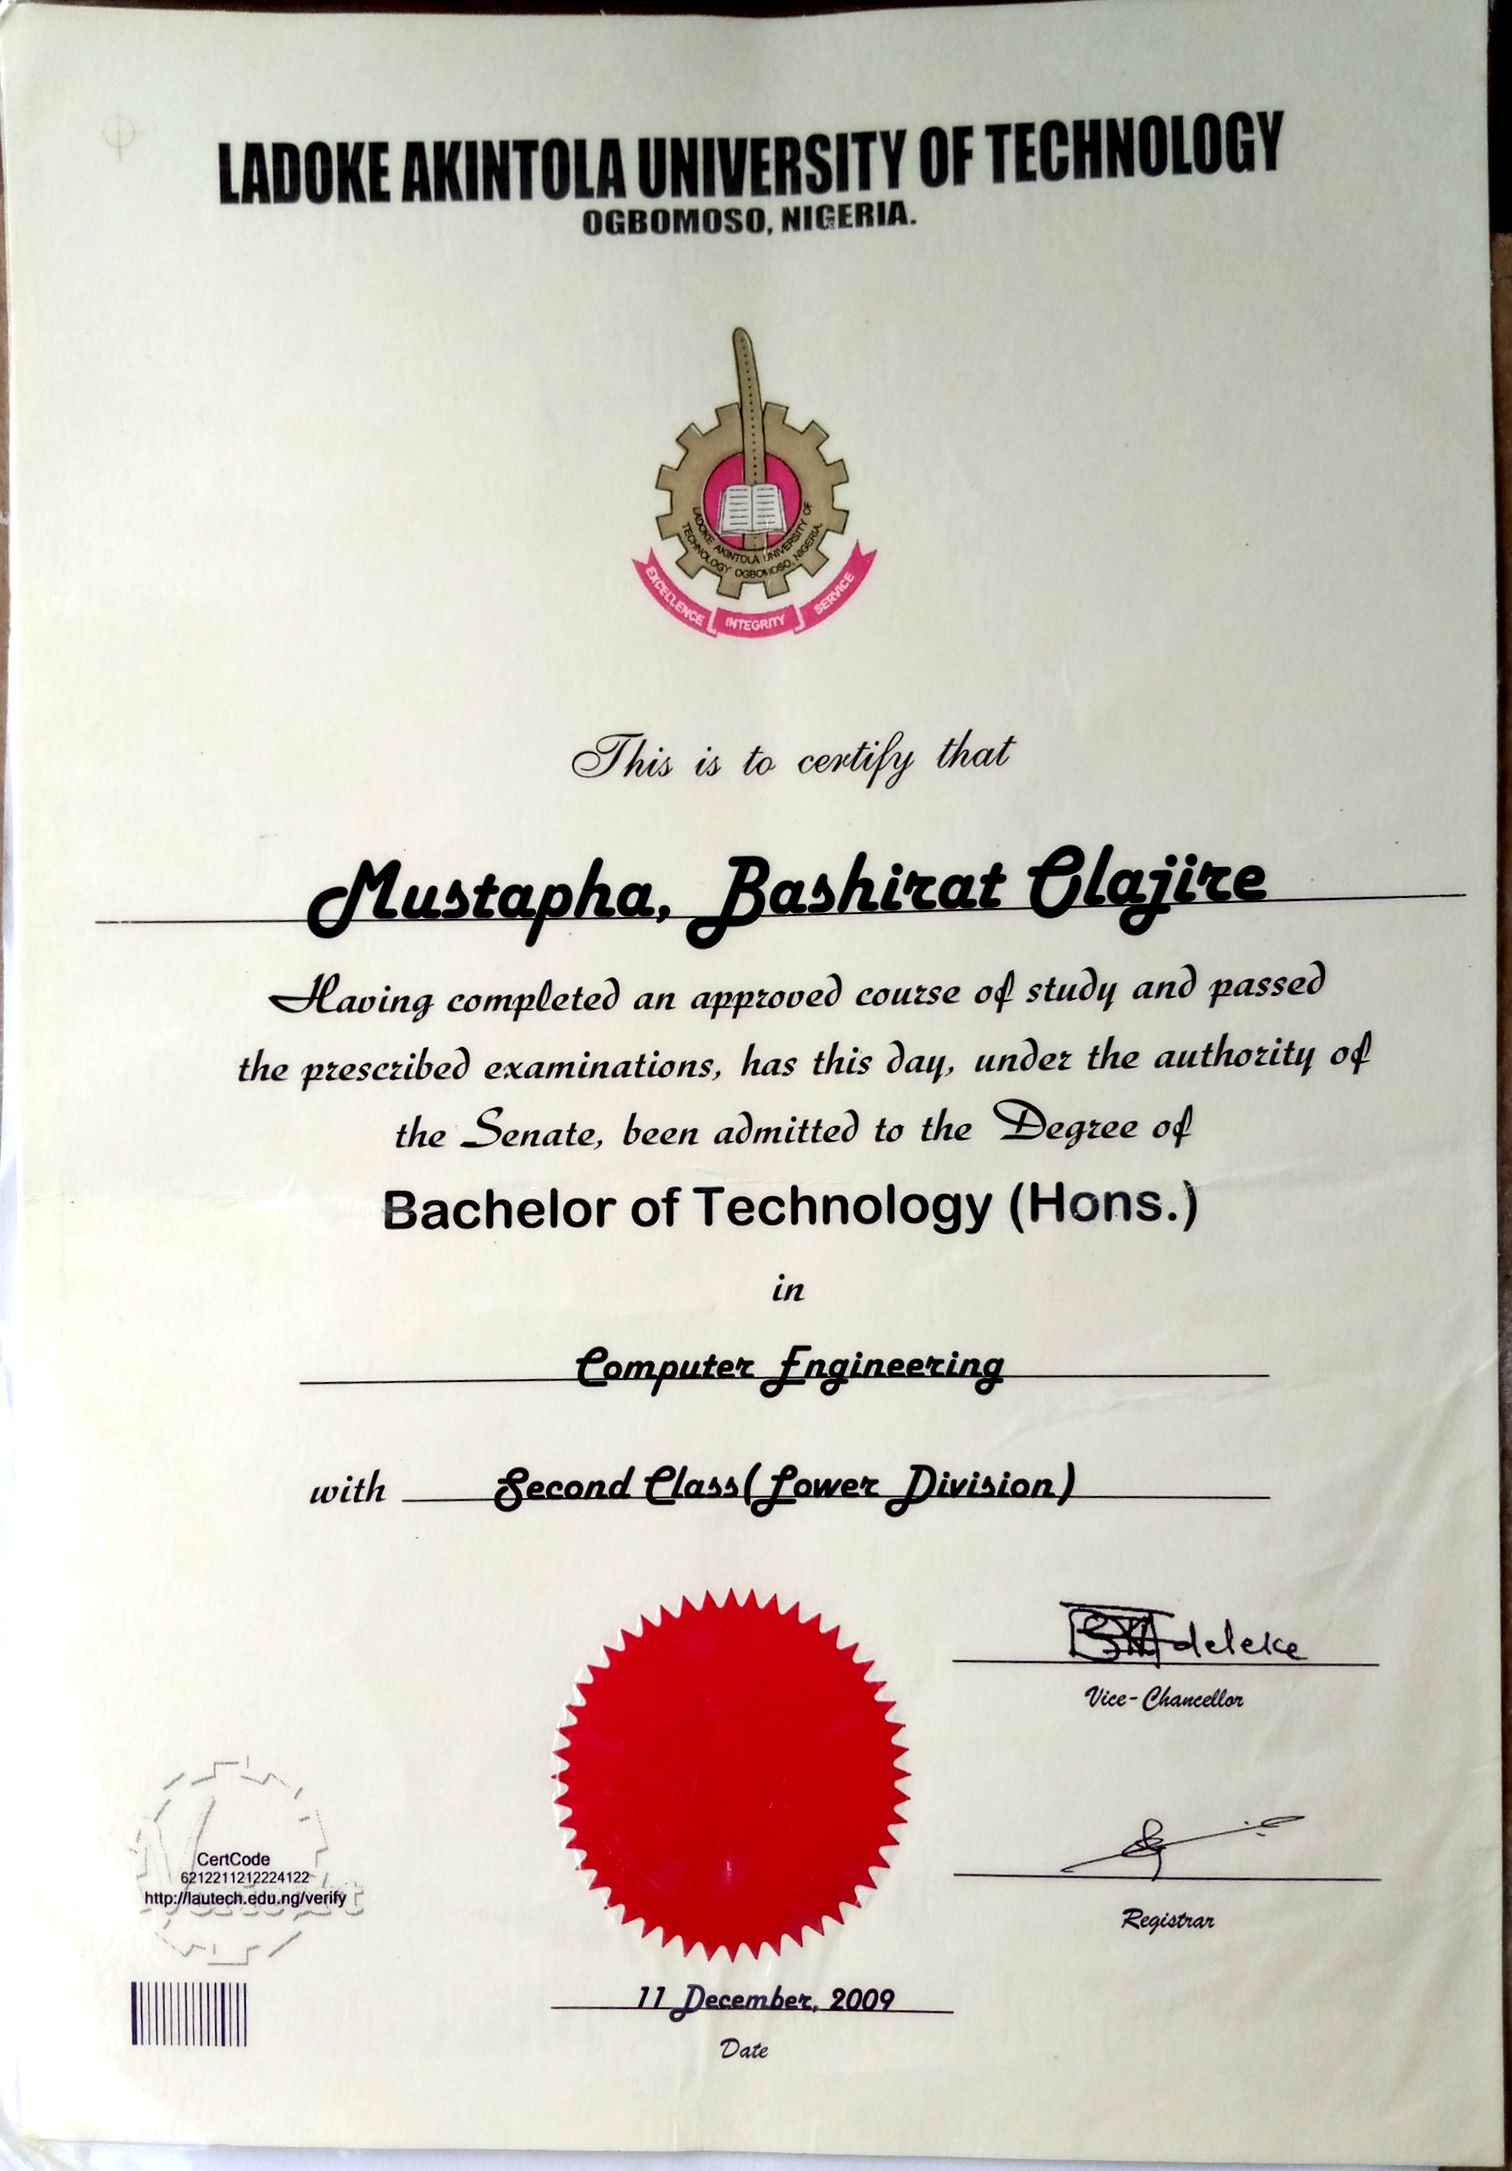 LADOKE AKINTOLA UNIVERSITY OF TECHNOLOGY
OGBOMOSO, NIGERIA.
LADOKE AKINTOLA UNIVERSITY OF
TECHNOLOGY OGBOMOSO, NIGERIA.
EXCELLENCE INTEGRITY SERVICE
This is to certify that
Mustapha, Bashirat Olajire
Having completed an approved course of study and passed
the prescribed examinations, has this day, under the authority of
the Senate, been admitted to the Degree of
Bachelor of Technology (Hons.)
in
Computer Engineering
with Second Class(Lower Division)
Adeleke
Vice-Chancellor
Registrar
CertCode
6212211212224122
http://lautech.edu.ng/verify
11 December, 2009
Date